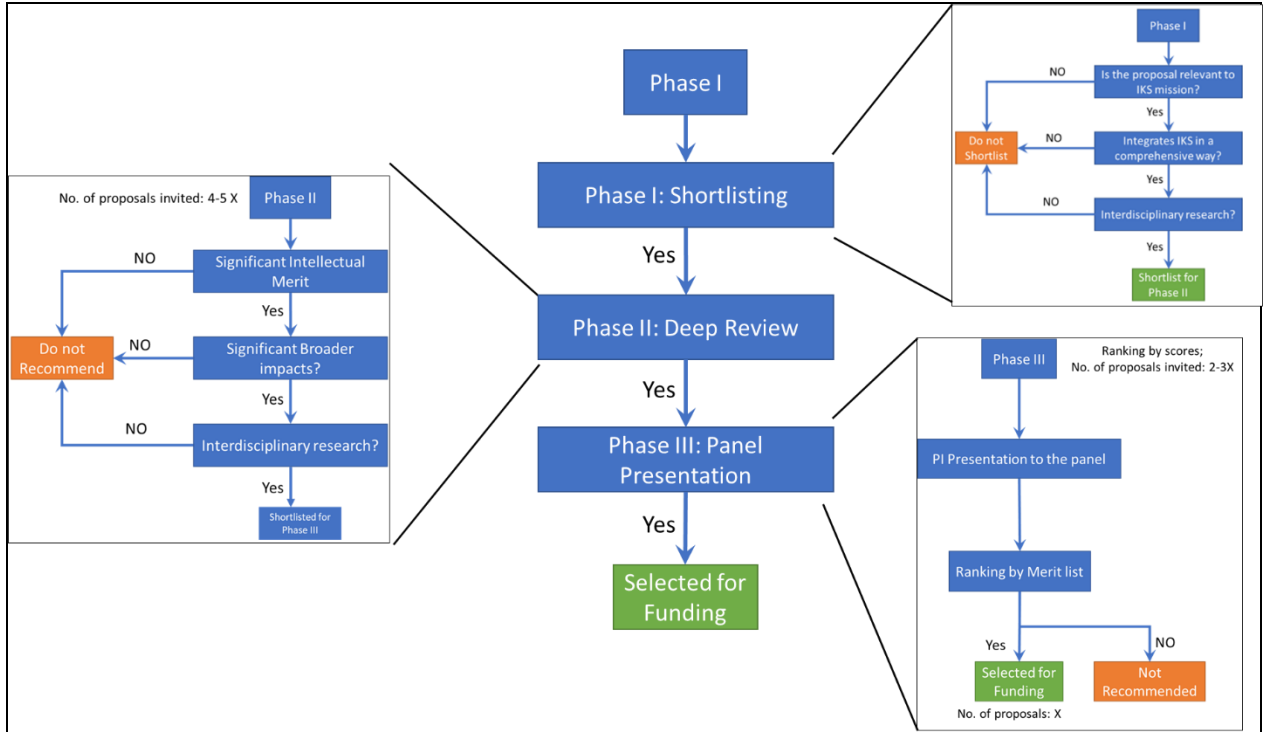 Phase I
Phase I: Shortlisting
Yes
Phase II: Deep Review
Yes
Phase III: Panel
Presentation
Yes
Selected for
Funding
No. of proposals invited: 4-5 X
Phase II
Significant Intellectual
Merit
NO
Yes
Do not
Recommend
NO
Significant Broader
impacts?
Yes
NO
Interdisciplinary research?
Yes
Shortlisted for
Phase III
Phase I
NO
Is the proposal relevant to
IKS mission?
Yes
Do not
Shortlist
NO
Integrates IKS in a
comprehensive way?
Yes
NO
Interdisciplinary research?
Yes
Shortlist for
Phase II
Phase III
Ranking by scores;
No. of proposals invited: 2-3X
PI Presentation to the panel
Ranking by Merit list
Yes
NO
Selected for
Funding
Not
Recommended
No. of proposals: X